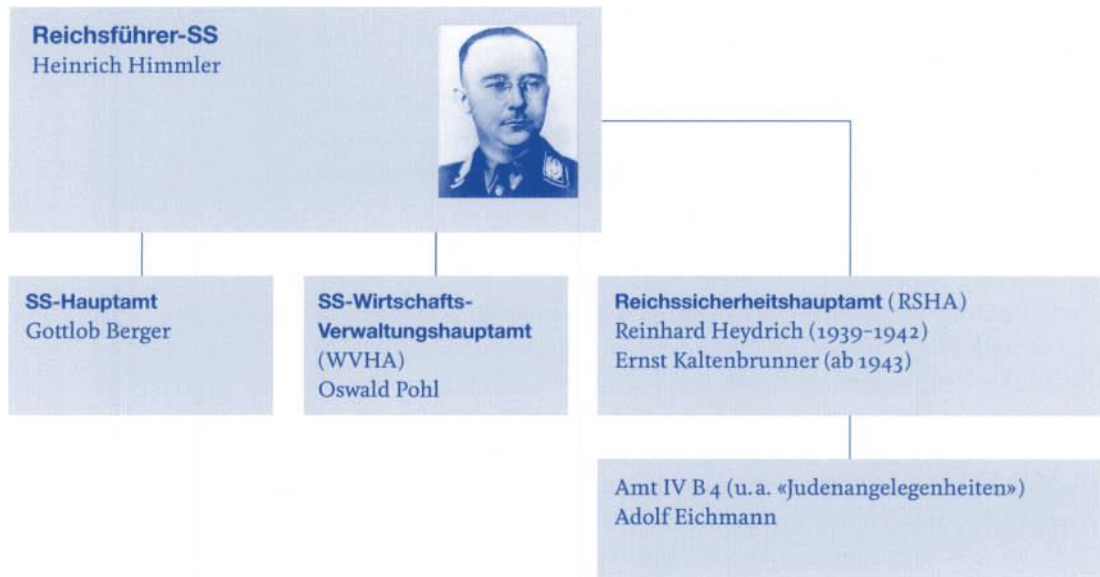 Reichsführer-SS
Heinrich Himmler
SS-Hauptamt
Gottlob Berger
SS-Wirtschafts-
Verwaltungshauptamt
(WVHA)
Oswald Pohl
Reichssicherheitshauptamt (RSHA)
Reinhard Heydrich (1939–1942)
Ernst Kaltenbrunner (ab 1943)
Amt IV B 4 (u. a. «Judenangelegenheiten»)
Adolf Eichmann